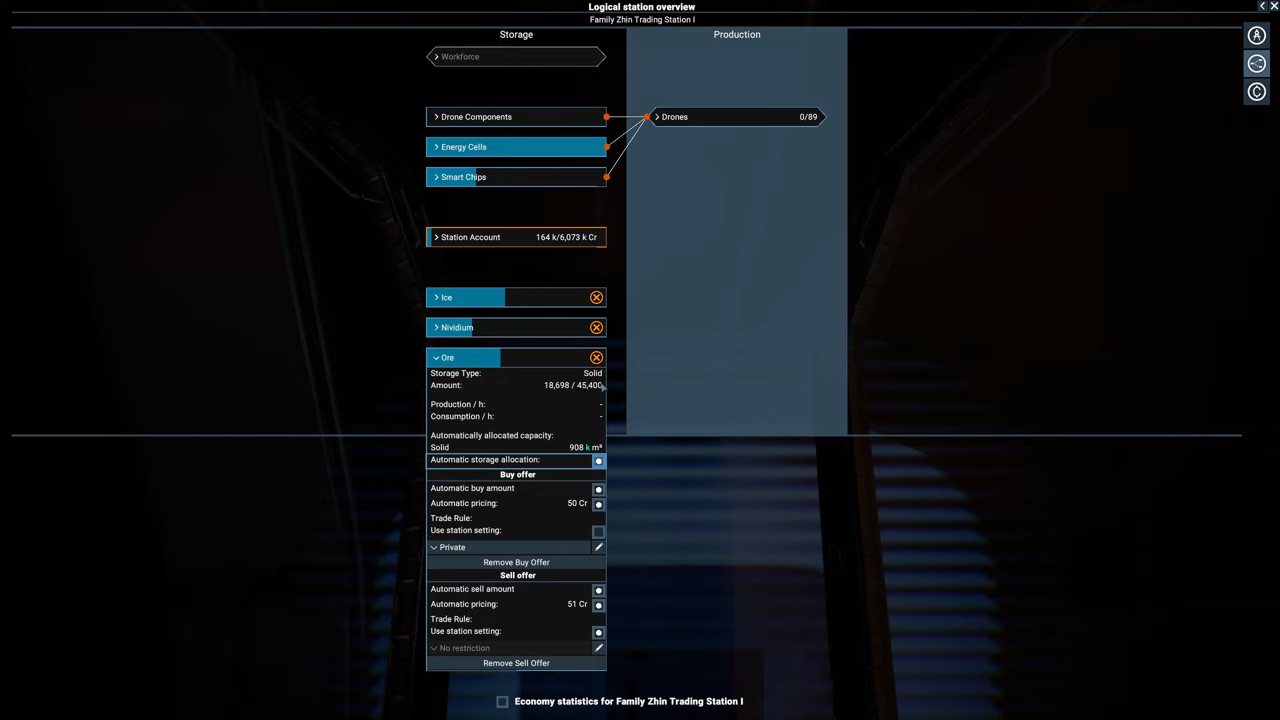 Logical station overview
Family Zhin Trading Station I
Storage
Production
Workforce
Drone Components
Drones 0/89
Energy Cells
Smart Chips
Station Account 164 k/6,073 k Cr
Ice
Nividium
Ore
Storage Type: Solid
Amount: 18,698 / 45,400
Production / h: -
Consumption / h: -
Automatically allocated capacity:
Solid 908 k m³
Automatic storage allocation:
Buy offer
Automatic buy amount
Automatic pricing: 50 Cr
Trade Rule:
Use station setting:
Private
Remove Buy Offer
Sell offer
Automatic sell amount
Automatic pricing: 51 Cr
Trade Rule:
Use station setting:
No restriction
Remove Sell Offer
Economy statistics for Family Zhin Trading Station I